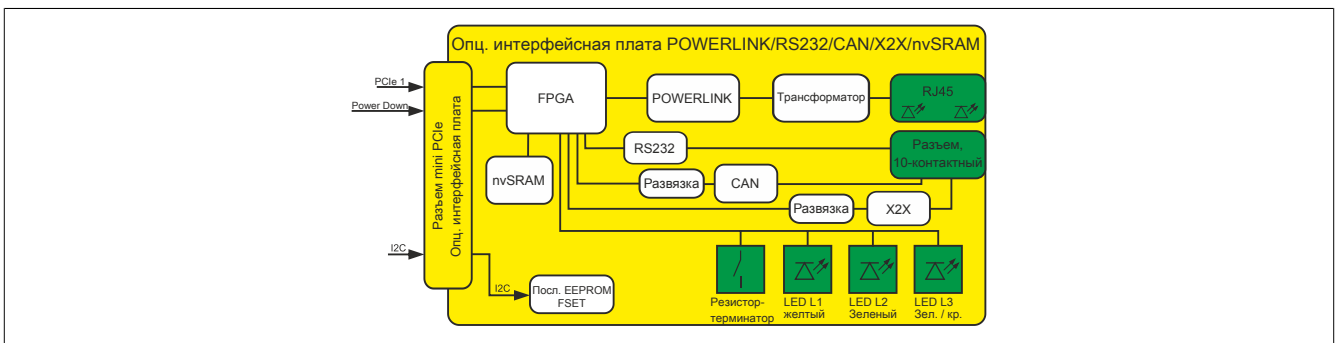 Опц. интерфейсная плата POWERLINK/RS232/CAN/X2X/nvSRAM
Разъем mini PCIe
Опц. интерфейсная плата
PCIe 1
Power Down
I2C
FPGA
POWERLINK
Трансформатор
RJ45
RS232
Разъем,
10-контактный
nvSRAM
Развязка
CAN
Развязка
X2X
I2C
Посл. EEPROM
FSET
Резистор-
терминатор
LED L1
желтый
LED L2
Зеленый
LED L3
Зел. / кр.